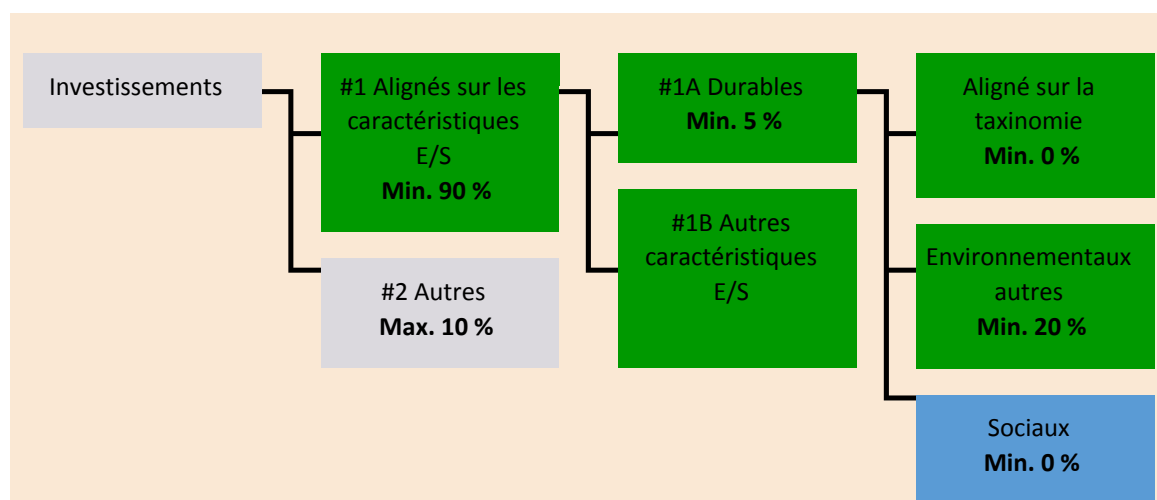 Investissements
#1 Alignés sur les
caractéristiques
E/S
Min. 90 %
#2 Autres
Max. 10 %
#1A Durables
Min. 5 %
#1B Autres
caractéristiques
E/S
Aligné sur la
taxinomie
Min. 0 %
Environnementaux
autres
Min. 20 %
Sociaux
Min. 0 %